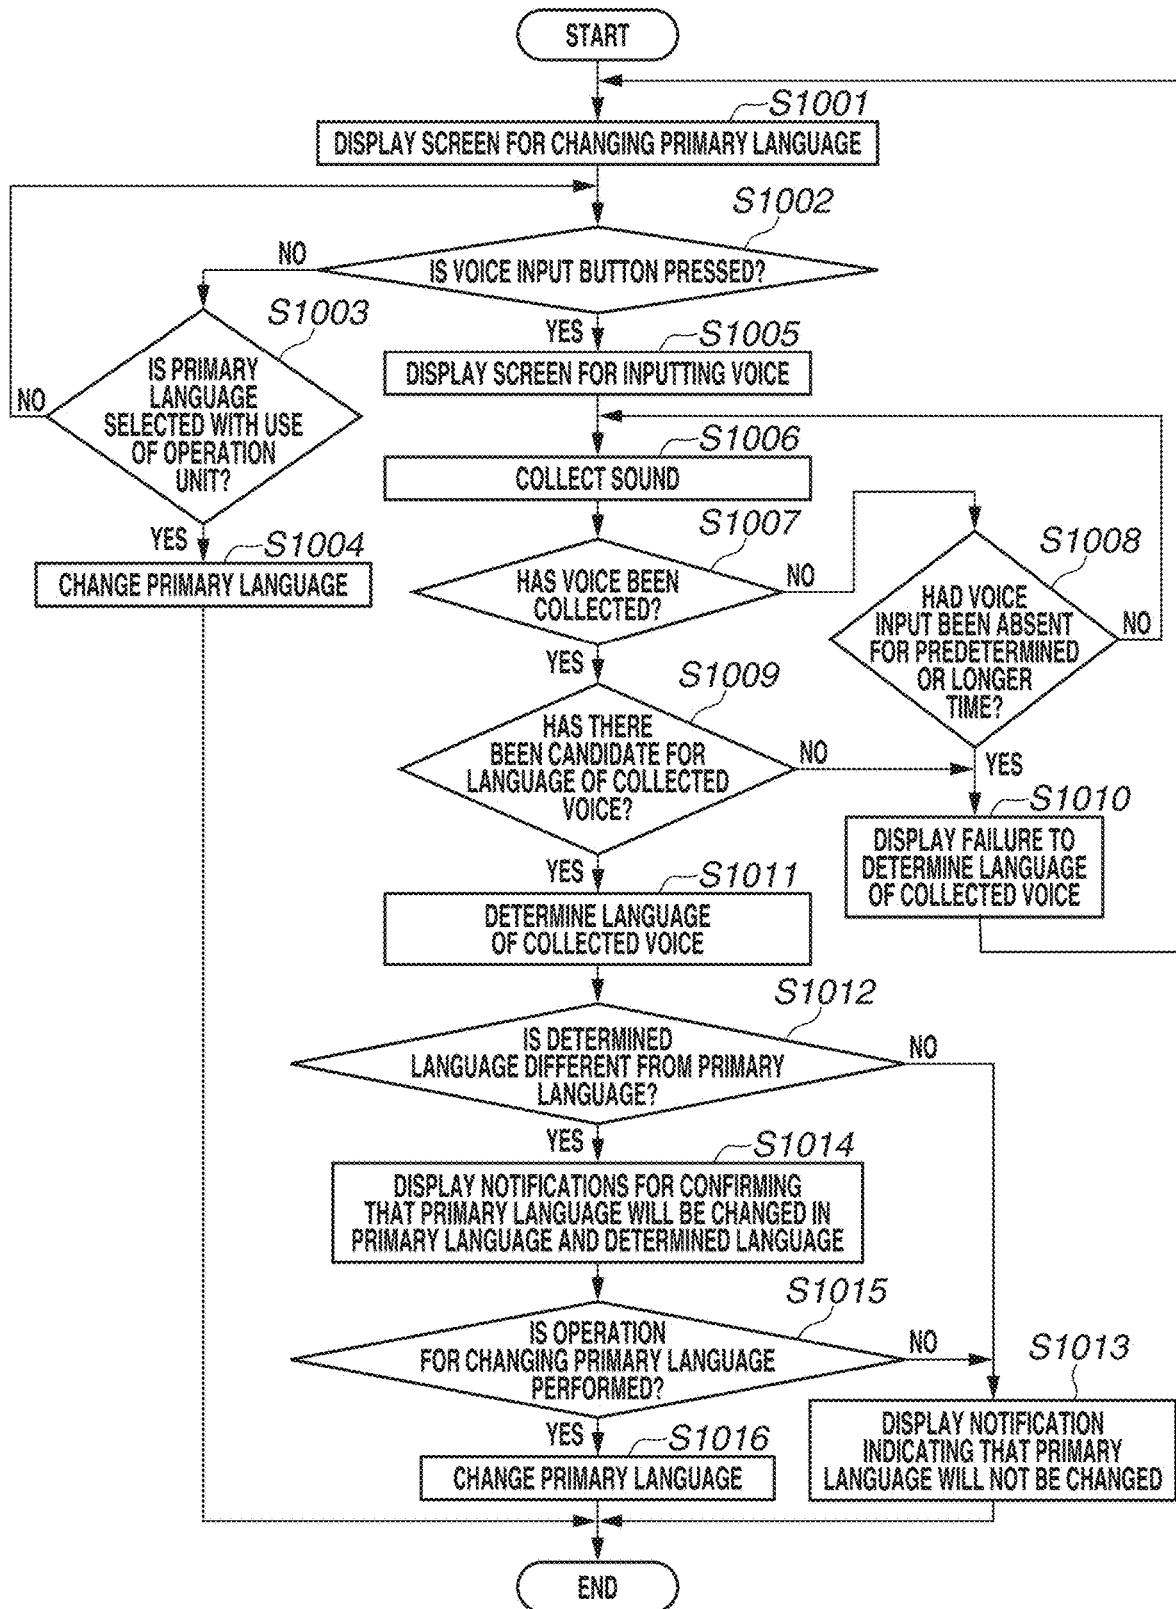 START
S1001
DISPLAY SCREEN FOR CHANGING PRIMARY LANGUAGE
S1002
NO
IS VOICE INPUT BUTTON PRESSED?
S1003
YES
S1005
IS PRIMARY
LANGUAGE
SELECTED WITH USE
OF OPERATION
UNIT?
NO
DISPLAY SCREEN FOR INPUTTING VOICE
S1006
COLLECT SOUND
YES
S1004
CHANGE PRIMARY LANGUAGE
S1007
HAS VOICE BEEN
COLLECTED?
NO
S1008
HAD VOICE
INPUT BEEN ABSENT
FOR PREDETERMINED
OR LONGER
TIME?
NO
YES
YES
S1009
HAS THERE
BEEN CANDIDATE FOR
LANGUAGE OF COLLECTED
VOICE?
NO
S1010
DISPLAY FAILURE TO
DETERMINE LANGUAGE
OF COLLECTED VOICE
YES
S1011
DETERMINE LANGUAGE
OF COLLECTED VOICE
S1012
IS DETERMINED
LANGUAGE DIFFERENT FROM PRIMARY
LANGUAGE?
NO
YES
S1014
DISPLAY NOTIFICATIONS FOR CONFIRMING
THAT PRIMARY LANGUAGE WILL BE CHANGED IN
PRIMARY LANGUAGE AND DETERMINED LANGUAGE
S1015
IS OPERATION
FOR CHANGING PRIMARY LANGUAGE
PERFORMED?
NO
S1013
DISPLAY NOTIFICATION
INDICATING THAT PRIMARY
LANGUAGE WILL NOT BE CHANGED
YES
S1016
CHANGE PRIMARY LANGUAGE
END